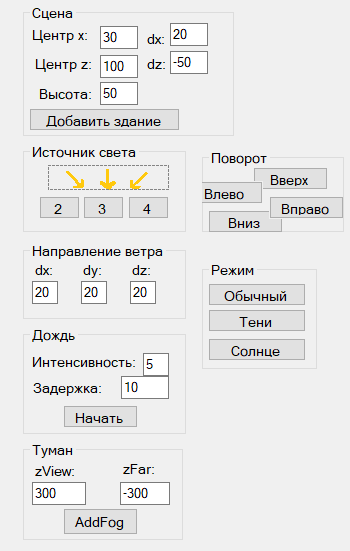 Сцена
Центр x: 30 dx: 20
Центр z: 100 dz: -50
Высота: 50
Добавить здание
Источник света
2 3 4
Поворот
Вверх
Влево
Вправо
Вниз
Направление ветра
dx: dy: dz:
20 20 20
Режим
Обычный
Тени
Солнце
Дождь
Интенсивность: 5
Задержка: 10
Начать
Туман
zView: zFar:
300 -300
AddFog